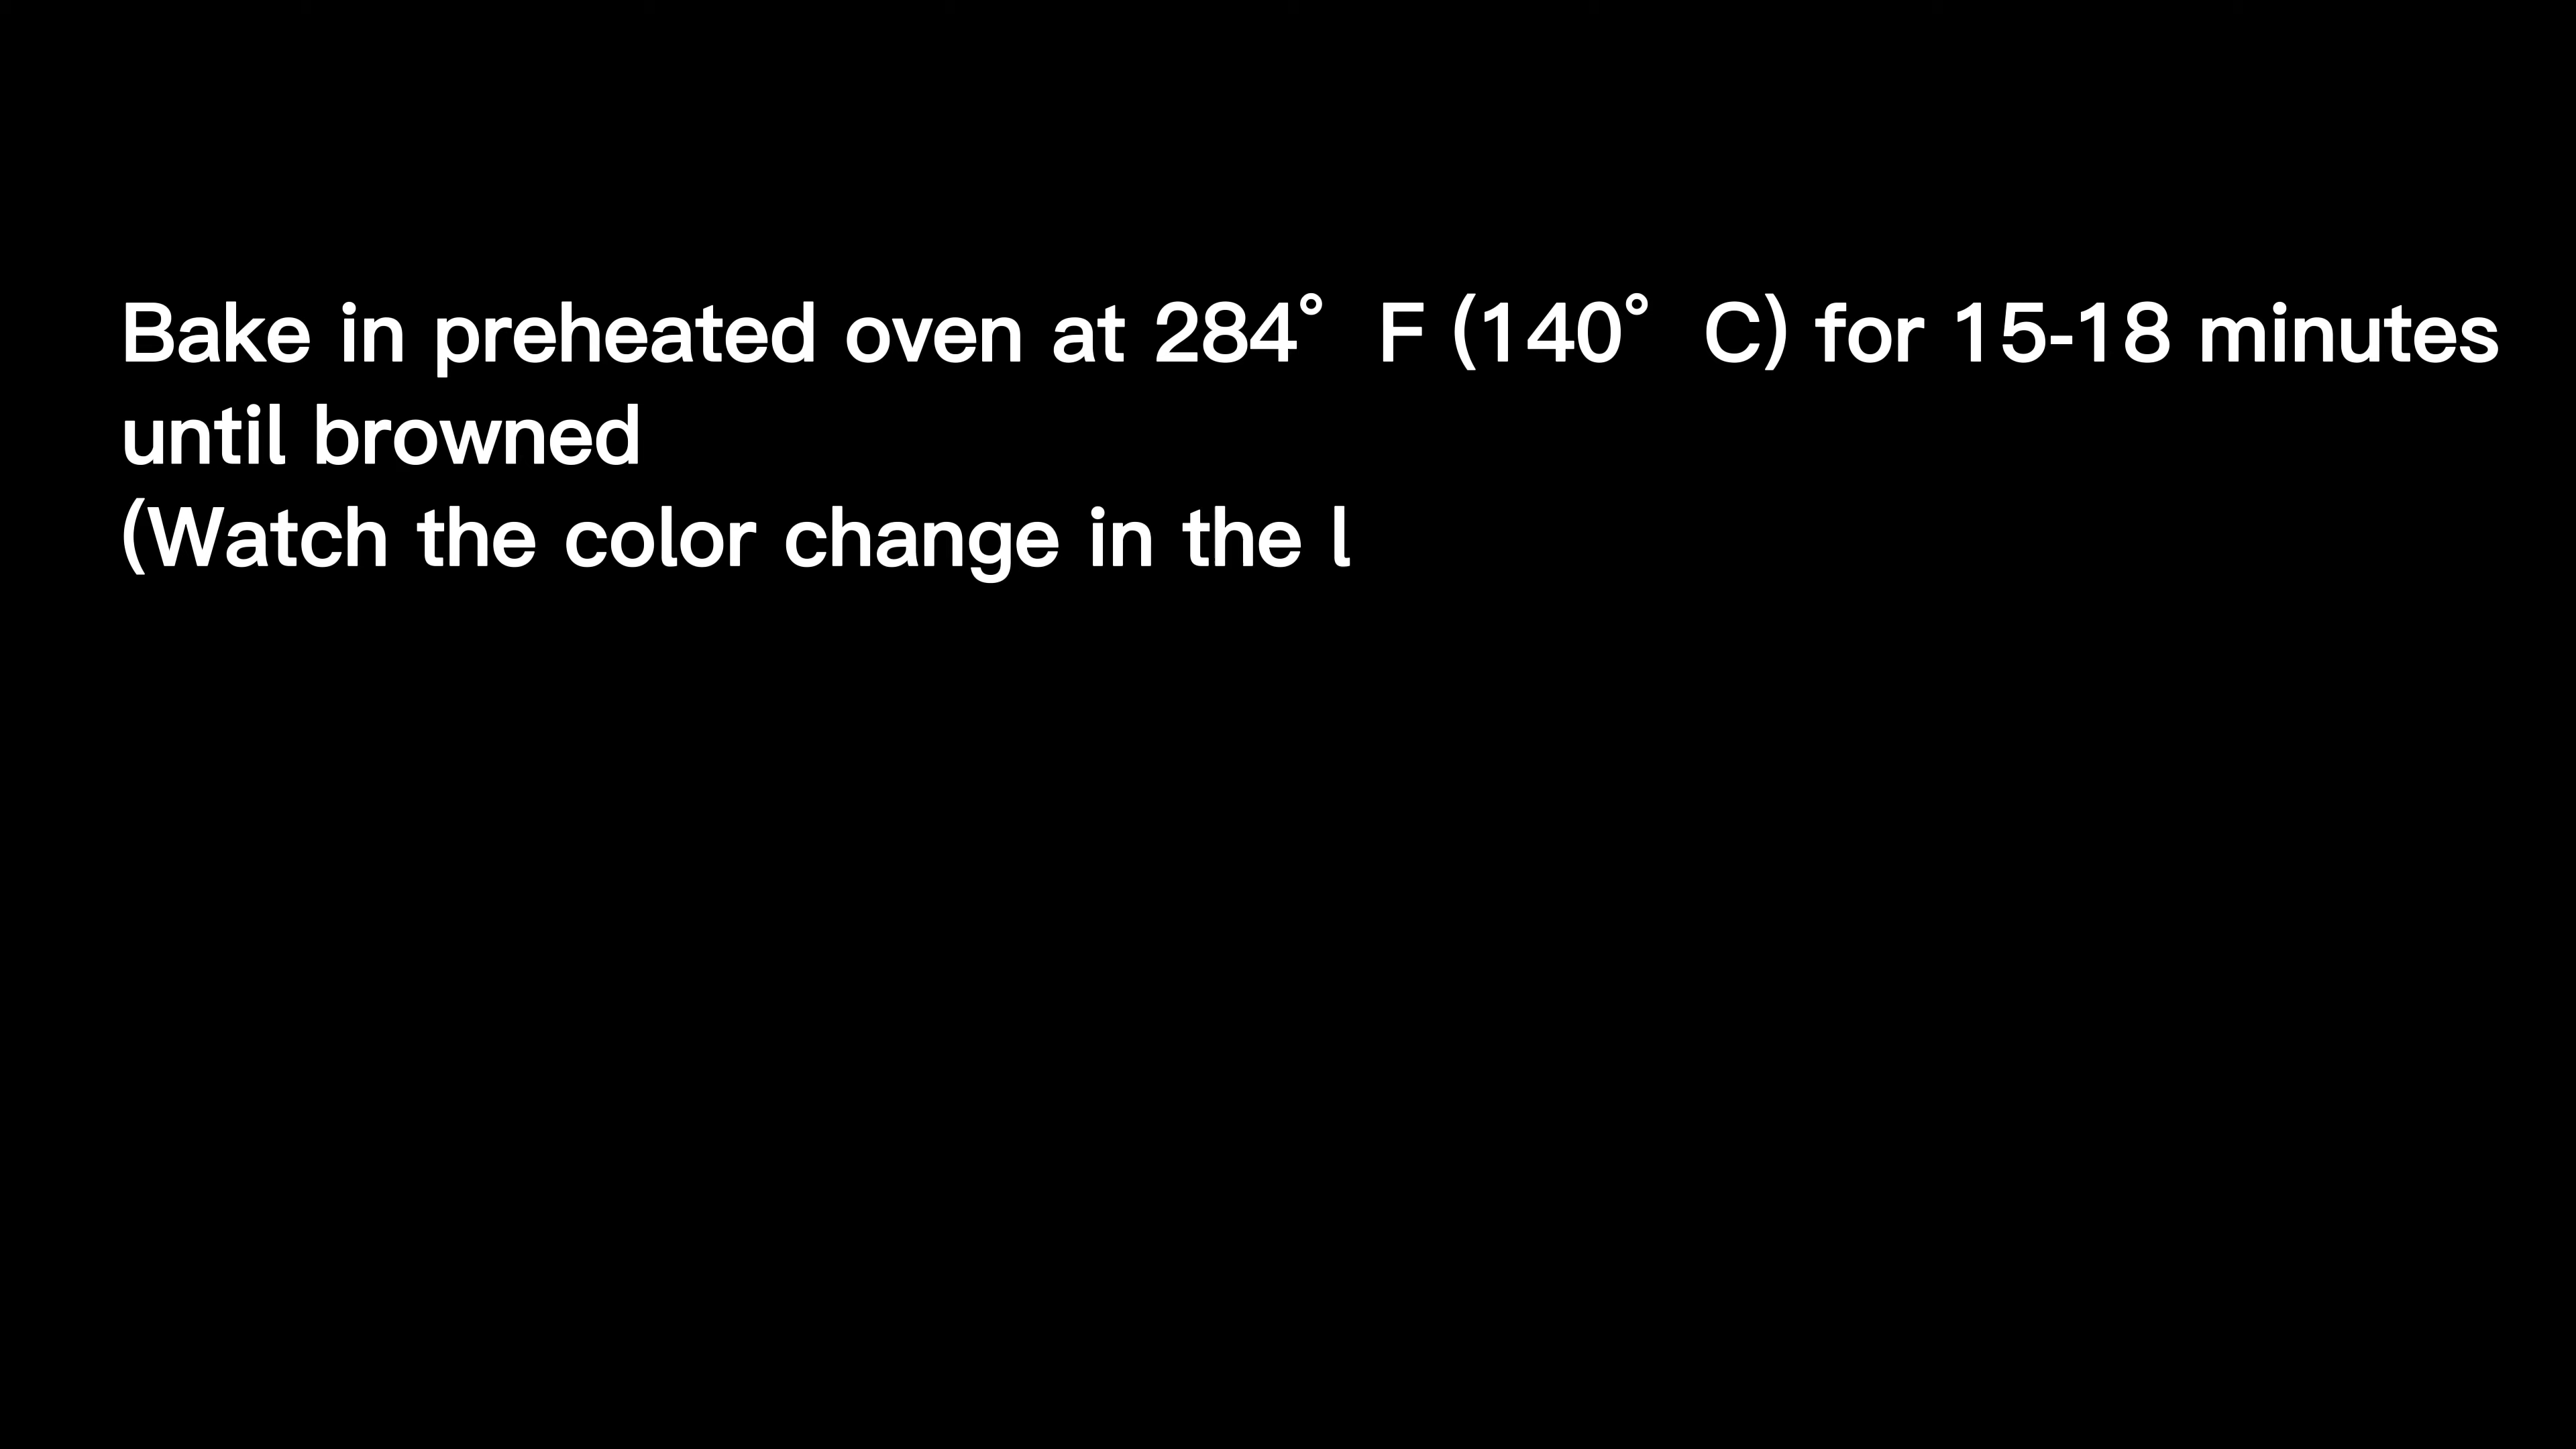 Bake in preheated oven at 284° F (140° C) for 15-18 minutes
until browned
(Watch the color change in the l